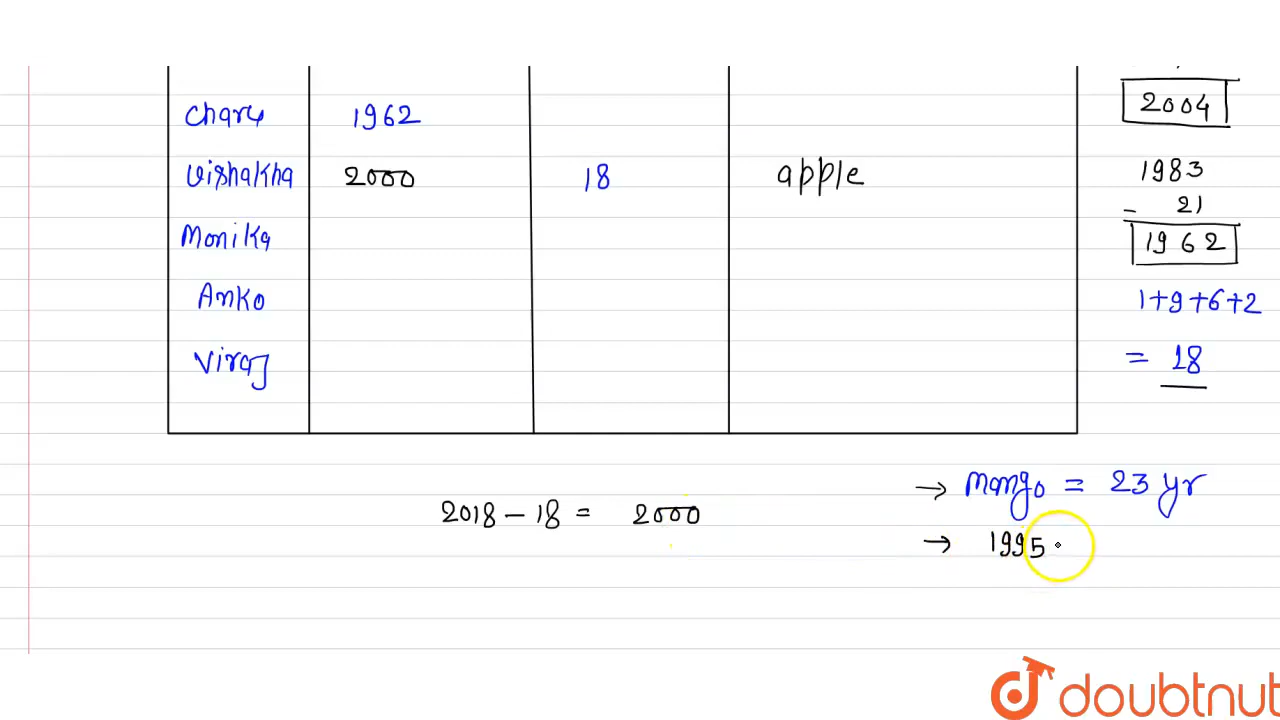 Charu 1962
Vishakha 2000 18 apple
Monika
Anko
Viraj
2004
1983
- 21
1962
1+9+6+2
= 18
2018 - 18 = 2000
→ mango = 23 yr
→ 1995
doubtnut